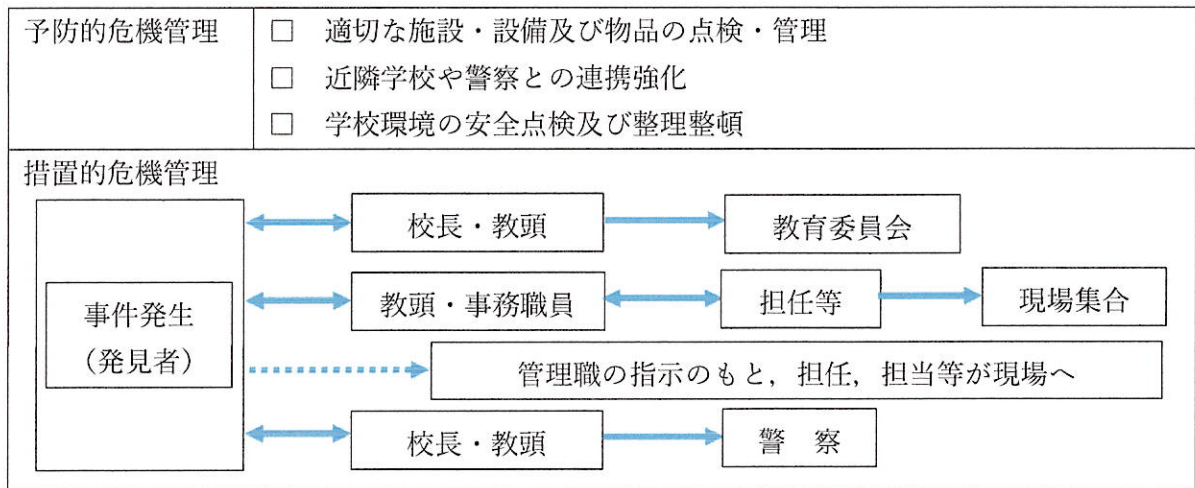 予防的危機管理
□ 適切な施設・設備及び物品の点検・管理
□ 近隣学校や警察との連携強化
□ 学校環境の安全点検及び整理整頓
措置的危機管理
事件発生
（発見者）
校長・教頭
教育委員会
教頭・事務職員
担任等
現場集合
管理職の指示のもと，担任，担当等が現場へ
校長・教頭
警　察